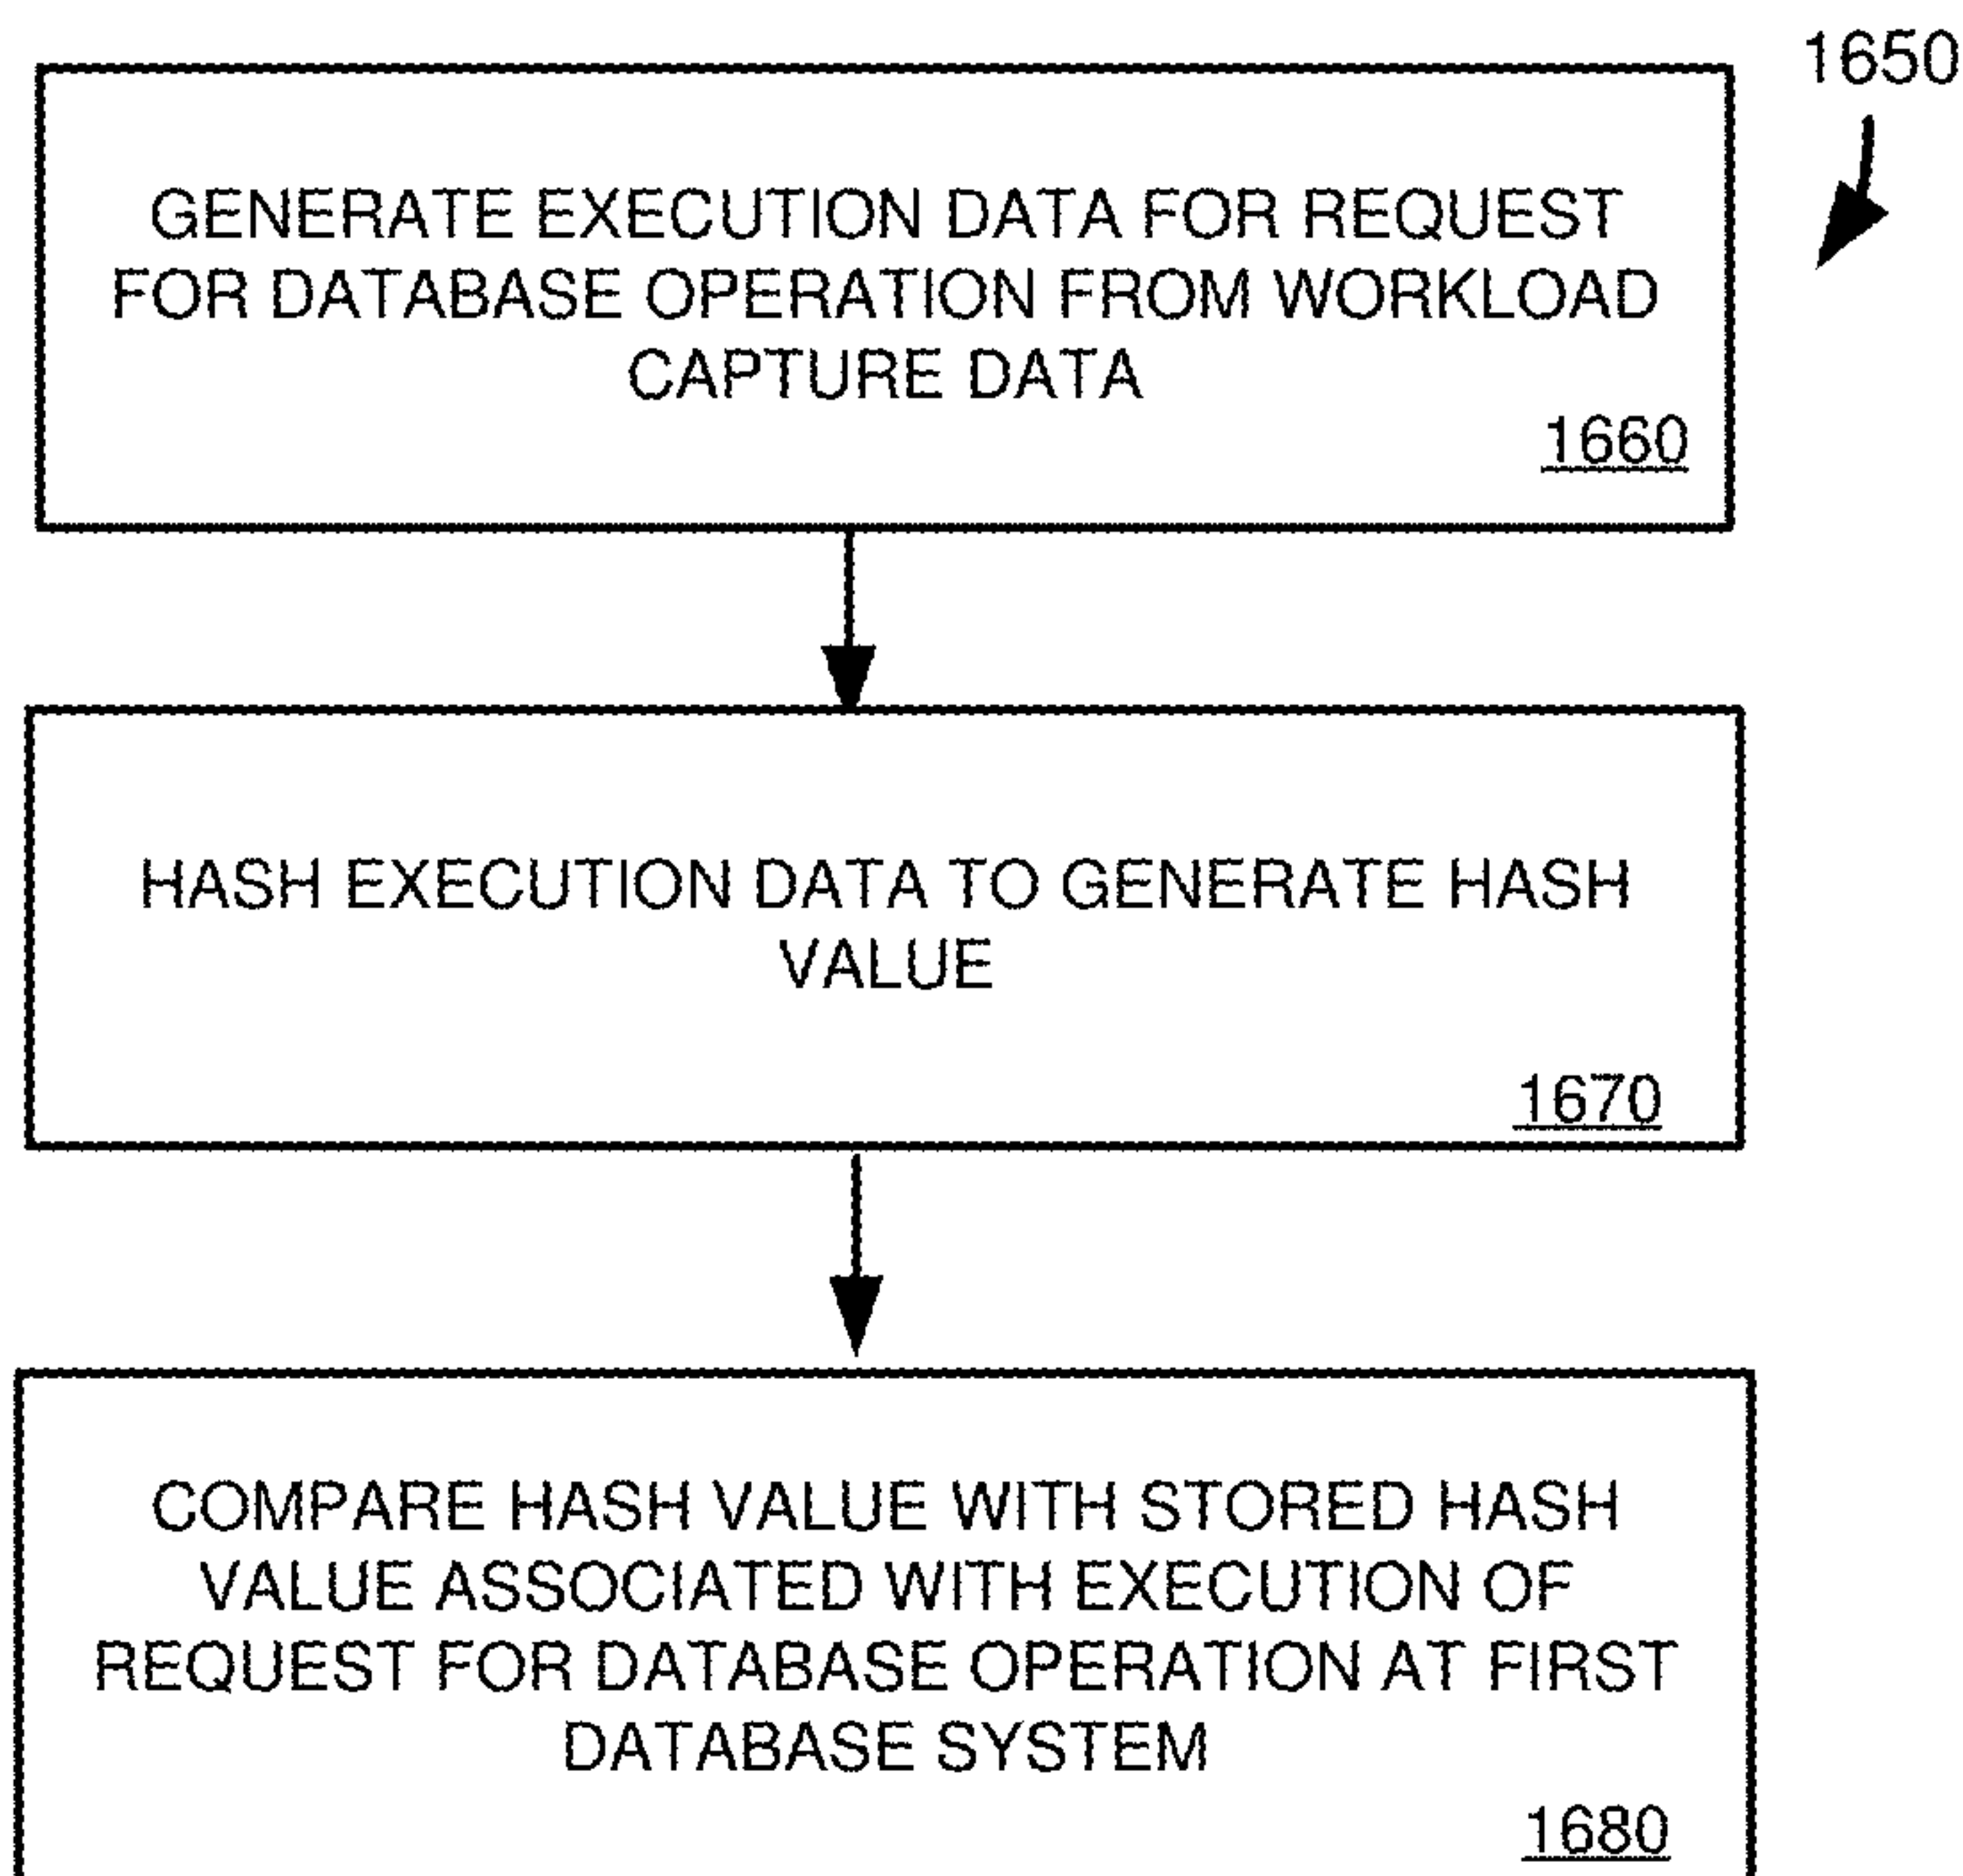 1650
GENERATE EXECUTION DATA FOR REQUEST
FOR DATABASE OPERATION FROM WORKLOAD
CAPTURE DATA
1660
HASH EXECUTION DATA TO GENERATE HASH
VALUE
1670
COMPARE HASH VALUE WITH STORED HASH
VALUE ASSOCIATED WITH EXECUTION OF
REQUEST FOR DATABASE OPERATION AT FIRST
DATABASE SYSTEM
1680